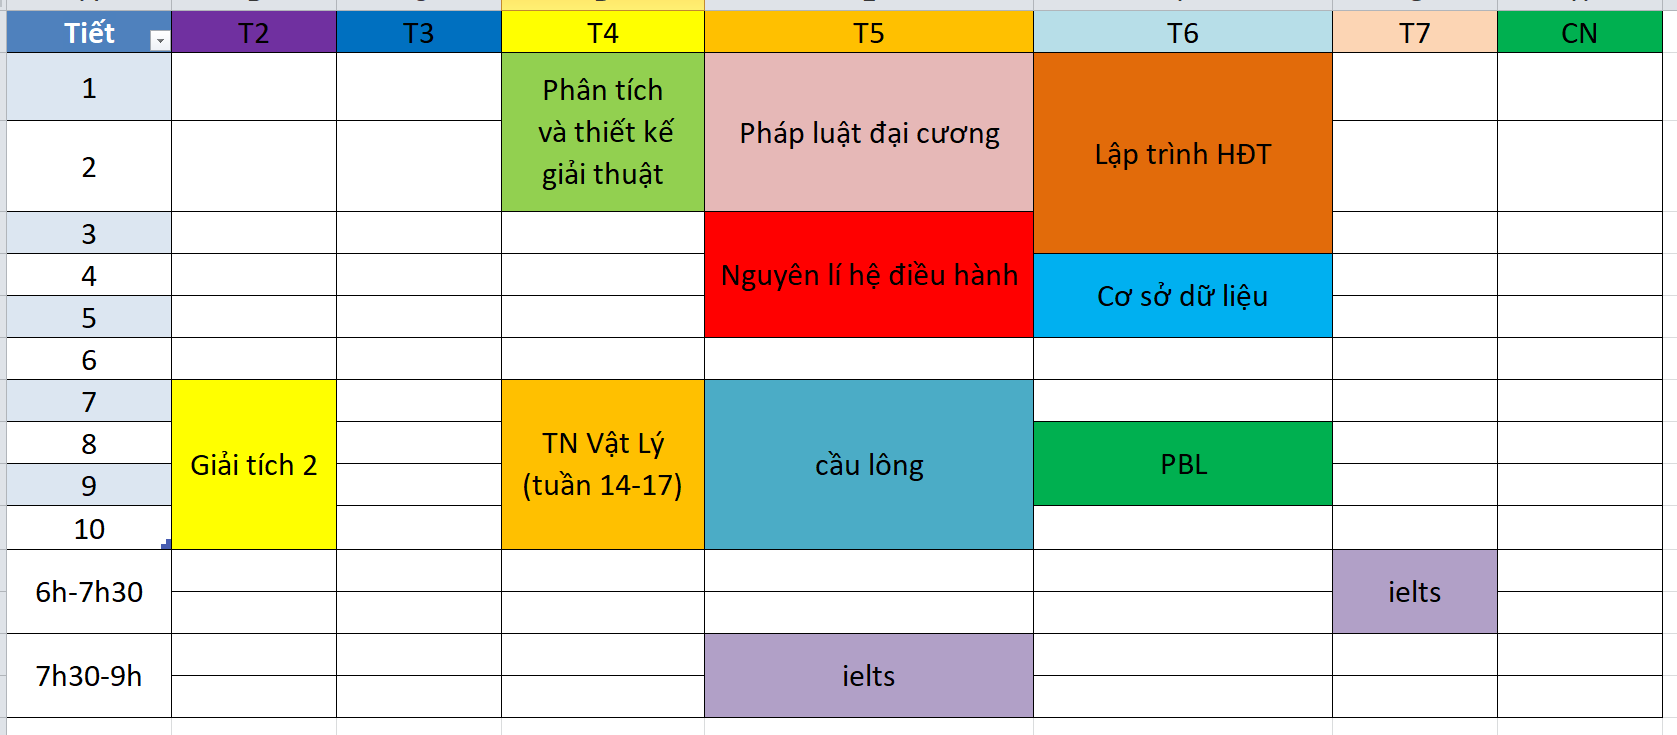 Tiết T2 T3 T4 T5 T6 T7 CN
1
2
Phân tích
và thiết kế
giải thuật
Pháp luật đại cương
Lập trình HĐT
3
4
5
Nguyên lí hệ điều hành
Cơ sở dữ liệu
6
7
8
9
10
Giải tích 2
TN Vật Lý
(tuần 14-17)
cầu lông
PBL
6h-7h30
ielts
7h30-9h
ielts